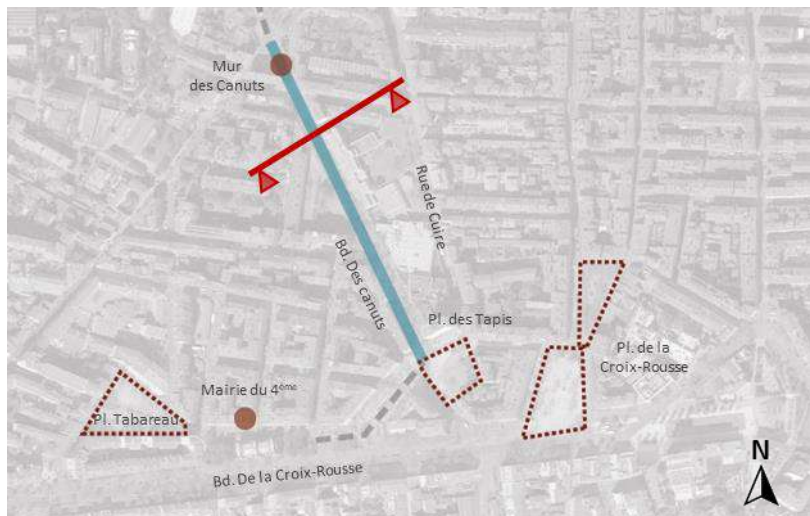 Mur
des Canuts
Rue de Cuire
Bd. Des canuts
Pl. des Tapis
Pl. de la
Croix-Rousse
Mairie du 4ème
Pl. Tabareau
Bd. De la Croix-Rousse
N